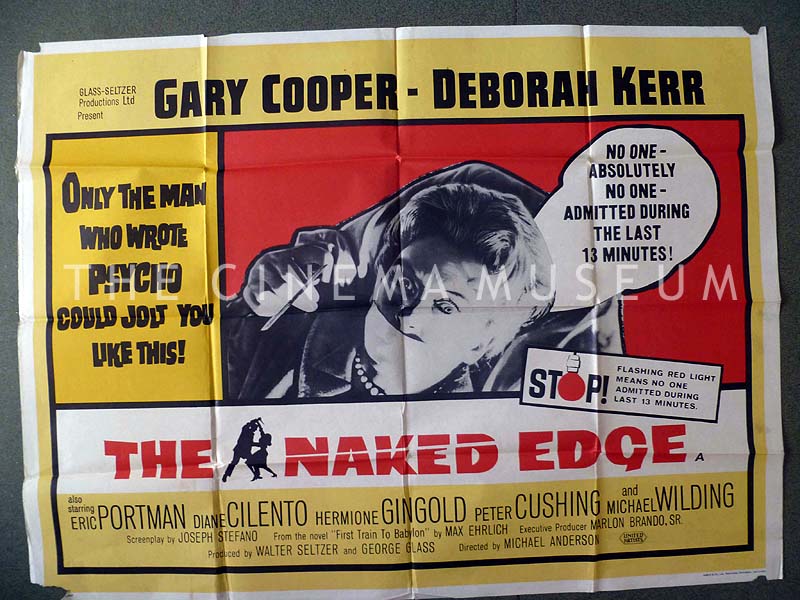 GLASS-SELTZER
Productions Ltd
Present
GARY COOPER - DEBORAH KERR
ONLY THE MAN
WHO WROTE
PSYCHO
COULD JOLT YOU
LIKE THIS!
NO ONE-
ABSOLUTELY
NO ONE-
ADMITTED DURING
THE LAST
13 MINUTES!
THE CINEMA MUSEUM
STOP!
FLASHING RED LIGHT
MEANS NO ONE
ADMITTED DURING
LAST 13 MINUTES.
THE NAKED EDGE A
also
starring
ERIC PORTMAN DIANE CILENTO HERMIONE GINGOLD PETER CUSHING and MICHAEL WILDING
Screenplay by JOSEPH STEFANO From the novel "First Train To Babylon" by MAX EHRLICH Executive Producer MARLON BRANDO, SR.
Produced by WALTER SELTZER and GEORGE GLASS Directed by MICHAEL ANDERSON
UNITED
ARTISTS